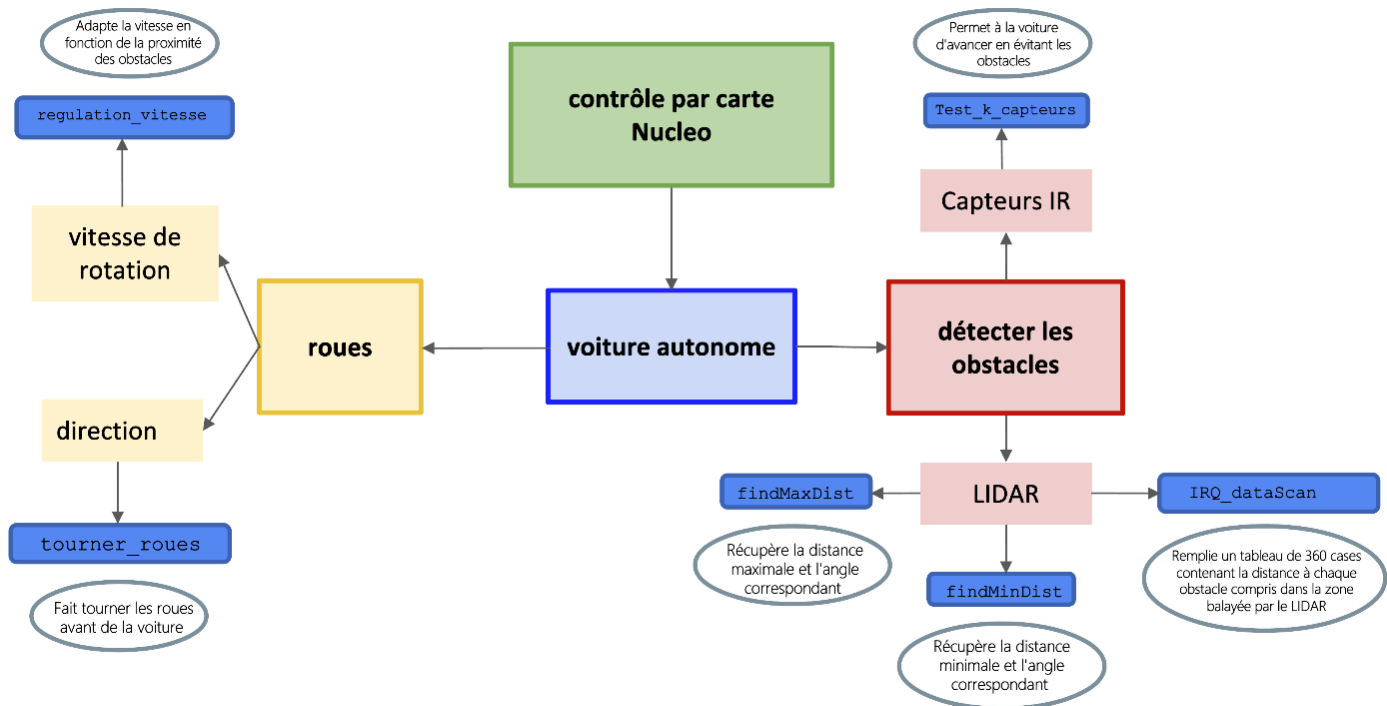 Adapte la vitesse en
fonction de la proximité
des obstacles
regulation_vitesse
vitesse de
rotation
roues
direction
tourner_roues
Fait tourner les roues
avant de la voiture
contrôle par carte
Nucleo
voiture autonome
Permet à la voiture
d'avancer en évitant les
obstacles
Test_k_capteurs
Capteurs IR
détecter les
obstacles
LIDAR
findMaxDist
Récupère la distance
maximale et l'angle
correspondant
findMinDist
Récupère la distance
minimale et l'angle
correspondant
IRQ_dataScan
Remplie un tableau de 360 cases
contenant la distance à chaque
obstacle compris dans la zone
balayée par le LIDAR